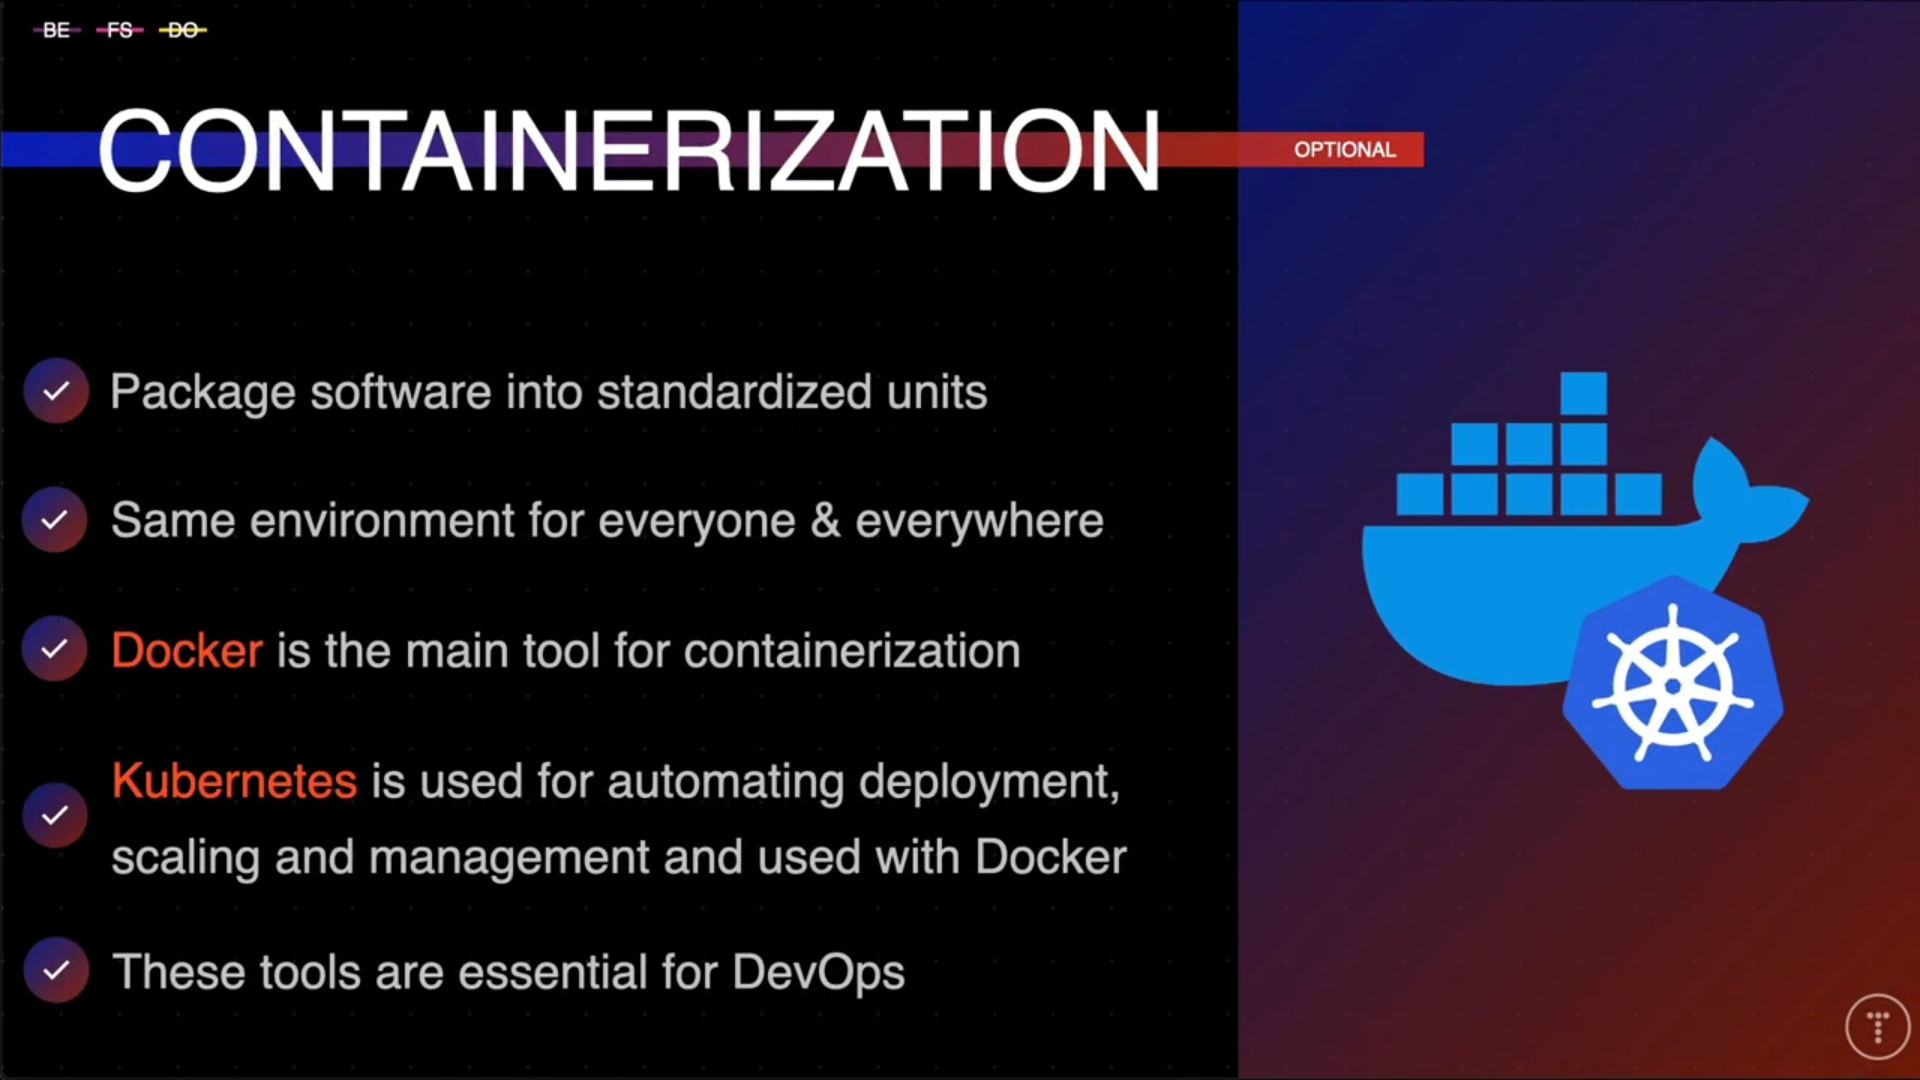 BE FS DO
CONTAINERIZATION
OPTIONAL
Package software into standardized units
Same environment for everyone & everywhere
Docker is the main tool for containerization
Kubernetes is used for automating deployment,
scaling and management and used with Docker
These tools are essential for DevOps